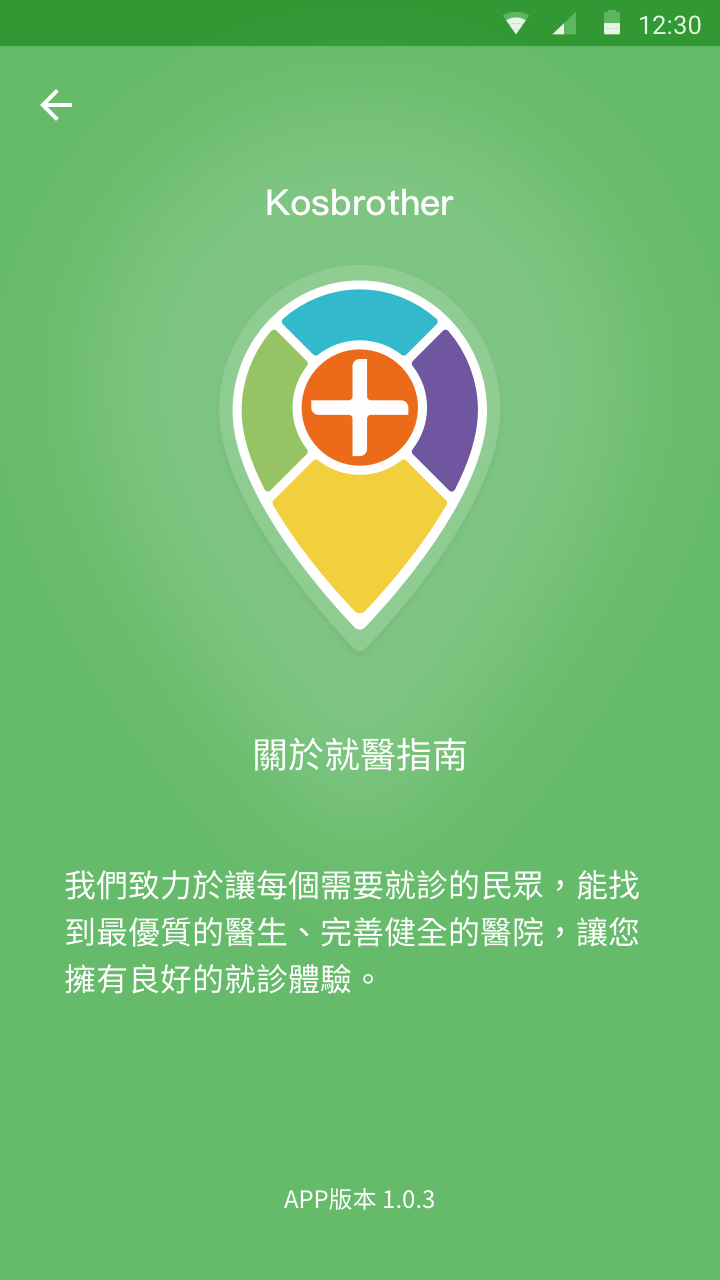 12:30
Kosbrother
關於就醫指南
我們致力於讓每個需要就診的民眾，能找
到最優質的醫生、完善健全的醫院，讓您
擁有良好的就診體驗。
APP版本 1.0.3